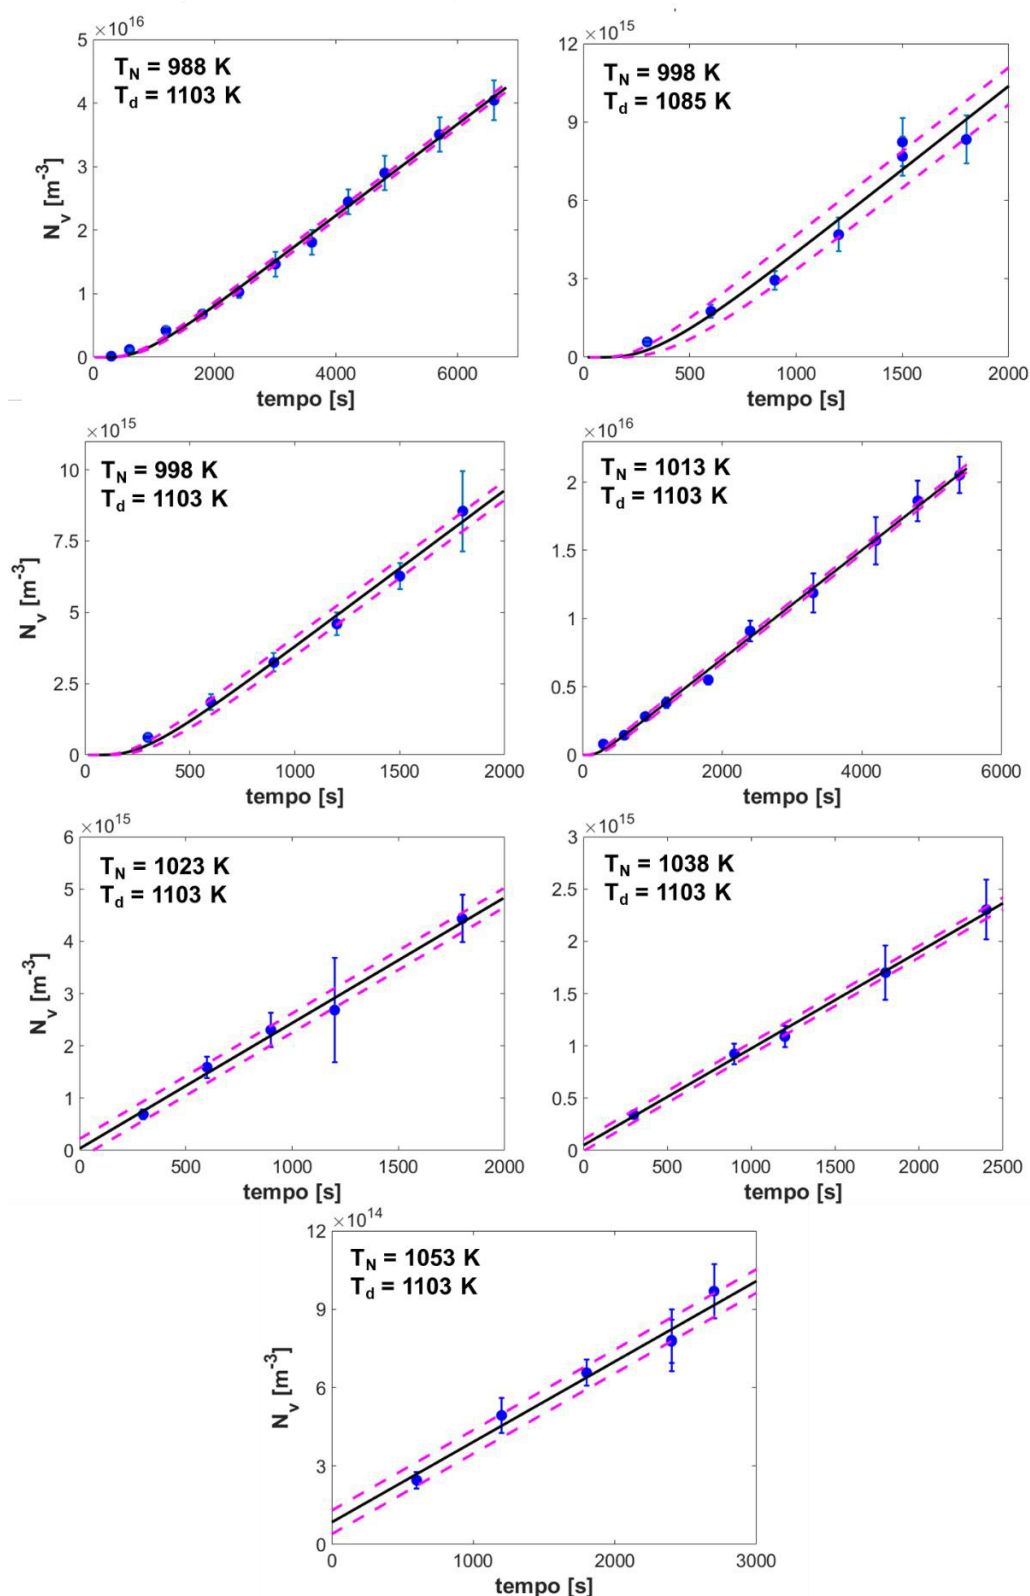 ×10^16
T_N = 988 K
T_d = 1103 K
5
4
3
2
1
0
N_v [m^-3]
0 2000 4000 6000
tempo [s]
×10^15
T_N = 998 K
T_d = 1085 K
12
9
6
3
0
0 500 1000 1500 2000
tempo [s]
×10^15
T_N = 998 K
T_d = 1103 K
10
7.5
5
2.5
0
N_v [m^-3]
0 500 1000 1500 2000
tempo [s]
×10^16
T_N = 1013 K
T_d = 1103 K
2
1.5
1
0.5
0
0 2000 4000 6000
tempo [s]
×10^15
T_N = 1023 K
T_d = 1103 K
6
5
4
3
2
1
0
N_v [m^-3]
0 500 1000 1500 2000
tempo [s]
×10^15
T_N = 1038 K
T_d = 1103 K
3
2.5
2
1.5
1
0.5
0
0 500 1000 1500 2000 2500
tempo [s]
×10^14
T_N = 1053 K
T_d = 1103 K
12
9
6
3
0
N_v [m^-3]
0 1000 2000 3000
tempo [s]